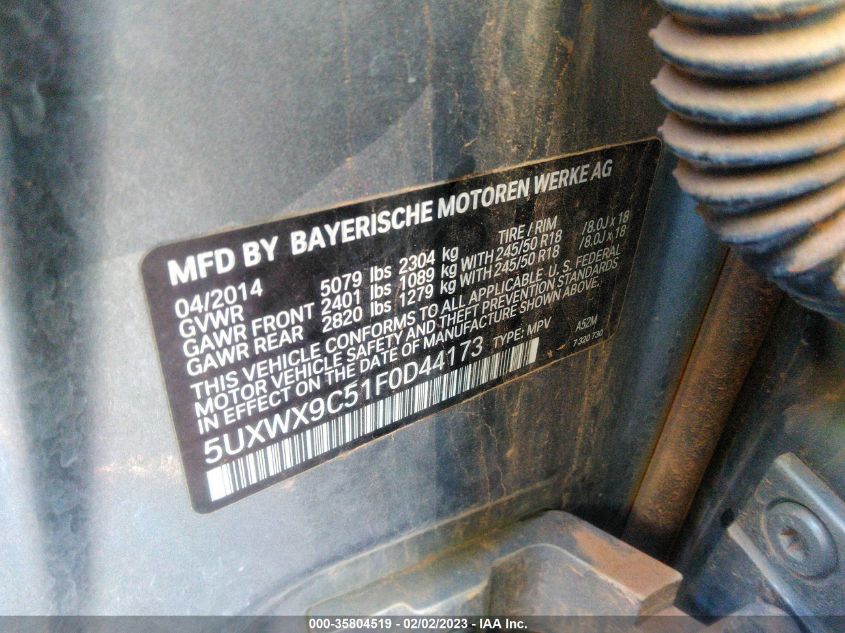 MFD BY BAYERISCHE MOTOREN WERKE AG
04/2014 TIRE / RIM
GVWR 5079 lbs 2304 kg
GAWR FRONT 2401 lbs 1089 kg WITH 245/50 R18 /8.0J x 18
GAWR REAR 2820 lbs 1279 kg WITH 245/50 R18 /8.0J x 18
THIS VEHICLE CONFORMS TO ALL APPLICABLE U. S. FEDERAL
MOTOR VEHICLE SAFETY AND THEFT PREVENTION STANDARDS
IN EFFECT ON THE DATE OF MANUFACTURE SHOWN ABOVE.
5UXWX9C51F0D44173 TYPE: MPV A52M
7 320 730
000-35804519 - 02/02/2023 - IAA Inc.